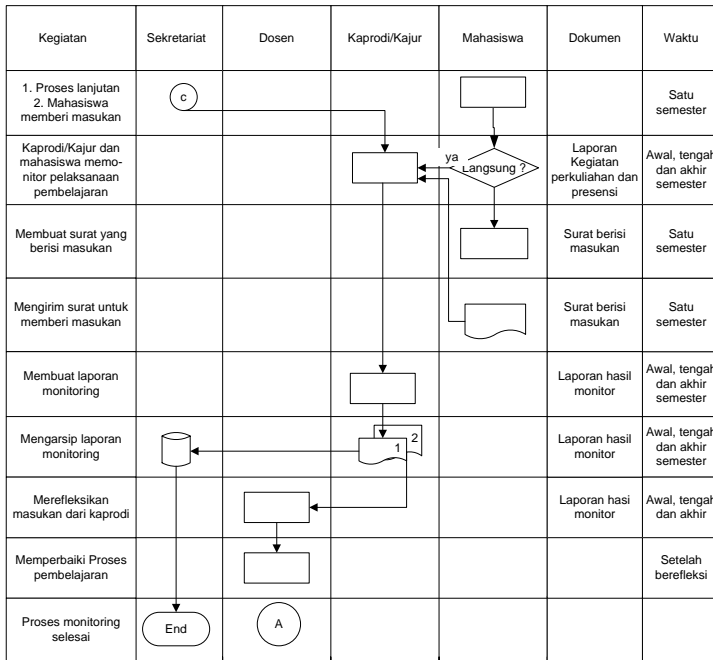 Kegiatan
Sekretariat
Dosen
Kaprodi/Kajur
Mahasiswa
Dokumen
Waktu
1. Proses lanjutan
2. Mahasiswa
memberi masukan
c
Satu
semester
Kaprodi/Kajur dan
mahasiswa memo-
nitor pelaksanaan
pembelajaran
ya
Langsung ?
Laporan
Kegiatan
perkuliahan dan
presensi
Awal, tengah
dan akhir
semester
Membuat surat yang
berisi masukan
Surat berisi
masukan
Satu
semester
Mengirim surat untuk
memberi masukan
Surat berisi
masukan
Satu
semester
Membuat laporan
monitoring
Laporan hasil
monitor
Awal, tengah
dan akhir
semester
Mengarsip laporan
monitoring
2
1
Laporan hasil
monitor
Awal, tengah
dan akhir
semester
Merefleksikan
masukan dari kaprodi
Laporan hasi
monitor
Awal, tengah
dan akhir
Memperbaiki Proses
pembelajaran
Setelah
berefleksi
Proses monitoring
selesai
End
A